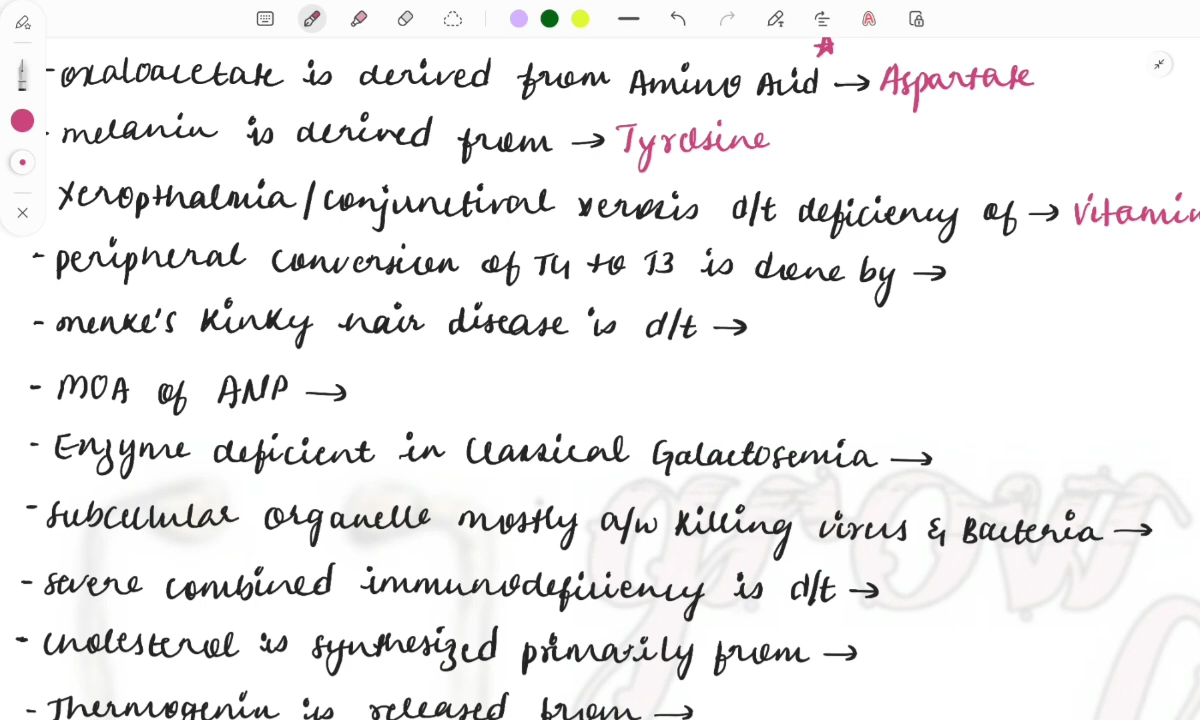 - oxaloacetate is derived from Amino Acid → Aspartate
- melanin is derived from → Tyrosine
Xeropthalmia/conjunctival xerosis d/t deficiency of → Vitamin
- peripheral conversion of T4 to T3 is done by →
- menke's kinky hair disease is d/t →
- MOA of ANP →
- Enzyme deficient in Classical Galactosemia →
- subcellular organelle mostly a/w killing virus & Bacteria →
- severe combined immunodeficiency is d/t →
- cholesterol is synthesized primarily from →
- Thermogenin is released from →
grow